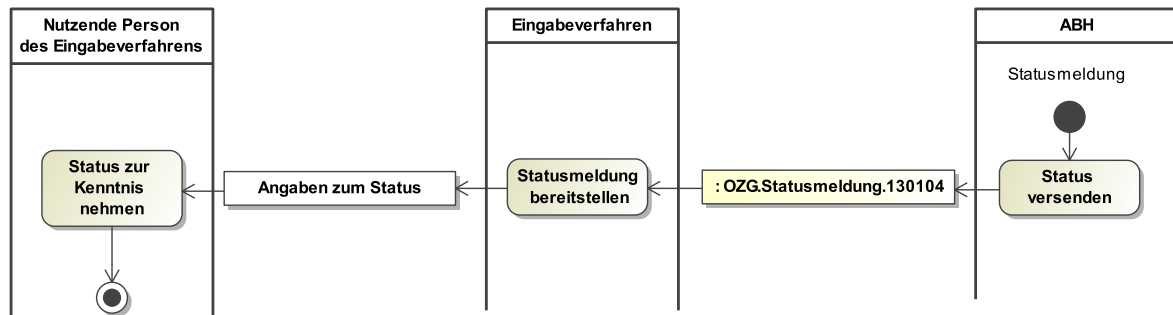 Nutzende Person
des Eingabeverfahrens
Eingabeverfahren
ABH
Statusmeldung
Status zur
Kenntnis
nehmen
Angaben zum Status
Statusmeldung
bereitstellen
: OZG.Statusmeldung.130104
Status
versenden